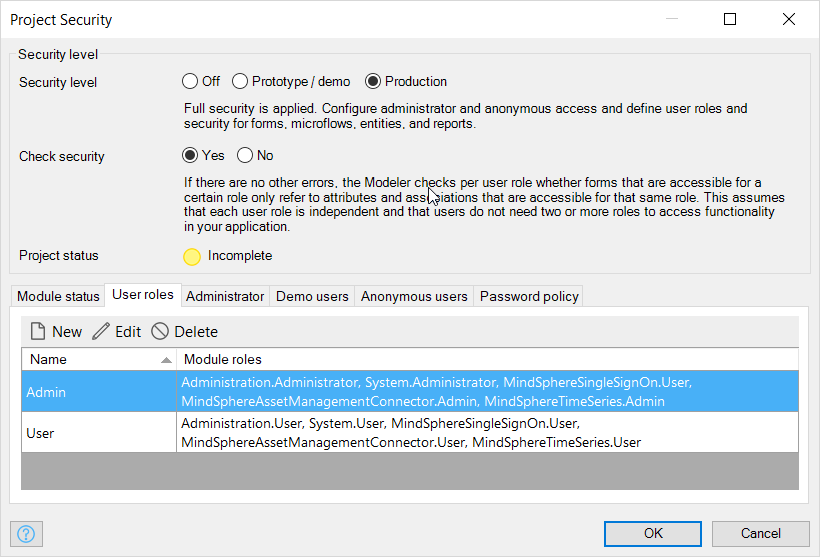 Project Security
Security level
Security level
Off
Prototype / demo
Production
Full security is applied. Configure administrator and anonymous access and define user roles and
security for forms, microflows, entities, and reports.
Check security
Yes
No
If there are no other errors, the Modeler checks per user role whether forms that are accessible for a
certain role only refer to attributes and associations that are accessible for that same role. This assumes
that each user role is independent and that users do not need two or more roles to access functionality
in your application.
Project status
Incomplete
Module status
User roles
Administrator
Demo users
Anonymous users
Password policy
New
Edit
Delete
Name
Module roles
Admin
Administration.Administrator, System.Administrator, MindSphereSingleSignOn.User,
MindSphereAssetManagementConnector.Admin, MindSphereTimeSeries.Admin
User
Administration.User, System.User, MindSphereSingleSignOn.User,
MindSphereAssetManagementConnector.User, MindSphereTimeSeries.User
?
OK
Cancel